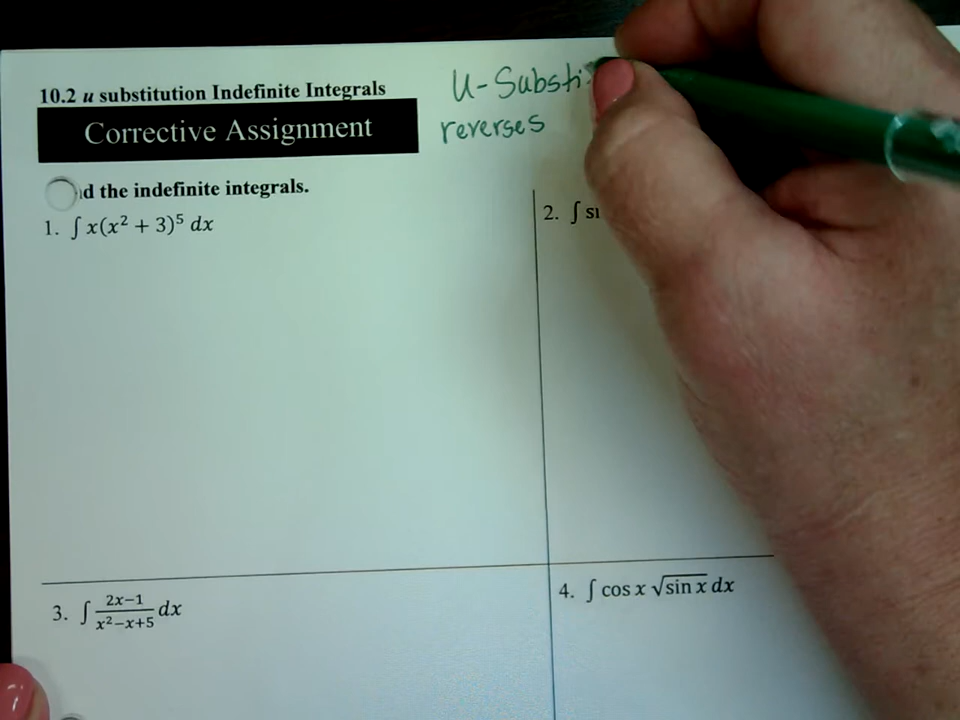 10.2 u substitution Indefinite Integrals
Corrective Assignment
U-Substi
reverses
d the indefinite integrals.
1. ∫ x(x² + 3)⁵ dx
2. ∫ si
3. ∫ (2x−1)/(x²−x+5) dx
4. ∫ cos x √(sin x) dx